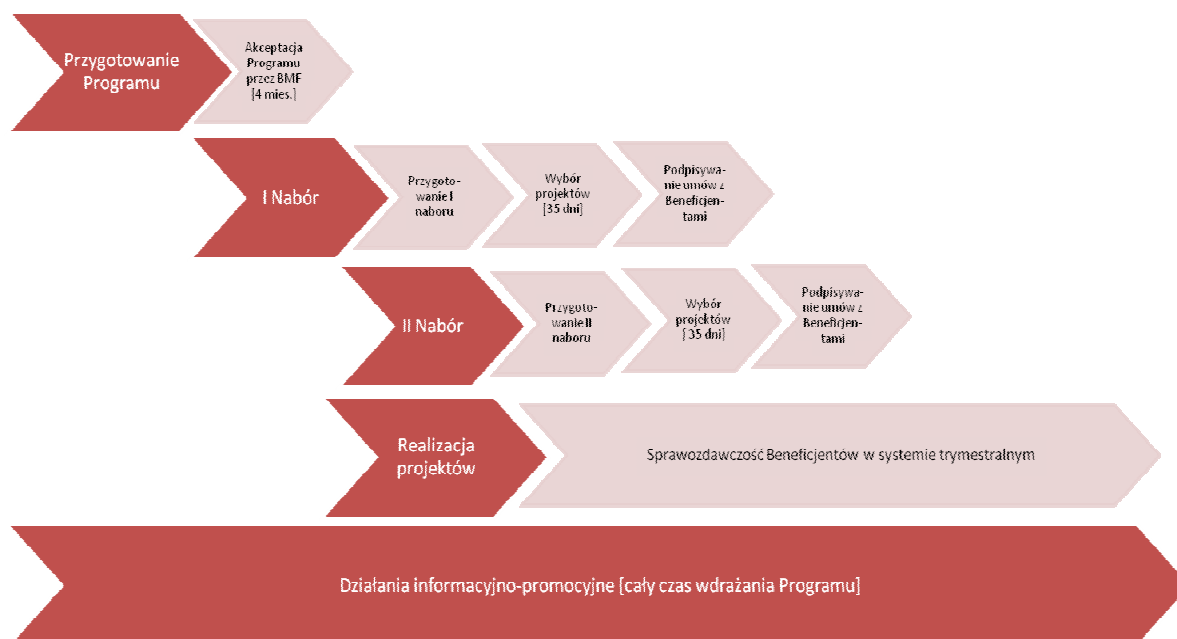 Przygotowanie
Programu
Akceptacja
Programu
przez BMF
[4 mies.]
I Nabór
Przygoto-
wanie I
naboru
Wybór
projektów
[35 dni]
Podpisywa-
nie umów z
Beneficjen-
tami
II Nabór
Przygoto-
wanie II
naboru
Wybór
projektów
[ 35 dni]
Podpisywa-
nie umów z
Beneficjen-
tami
Realizacja
projektów
Sprawozdawczość Beneficjentów w systemie trymestralnym
Działania informacyjno-promocyjne [cały czas wdrażania Programu]